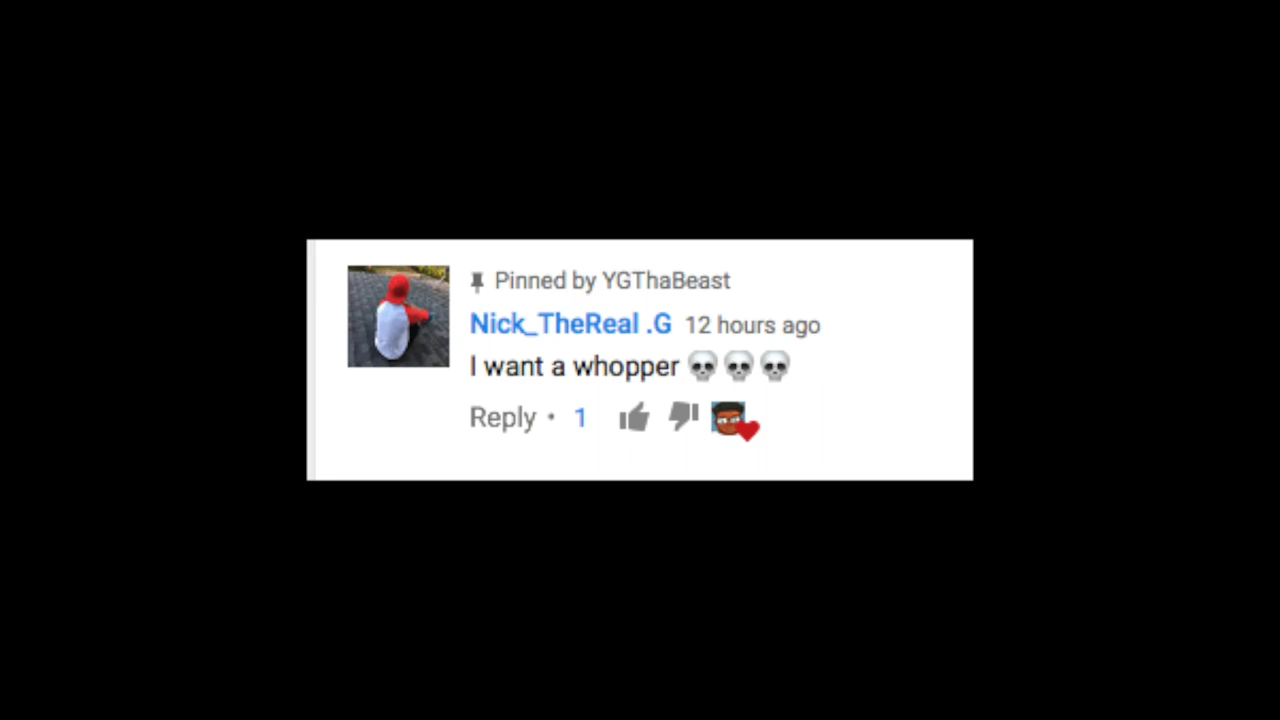 Pinned by YGThaBeast
Nick_TheReal .G 12 hours ago
I want a whopper 💀💀💀
Reply • 1